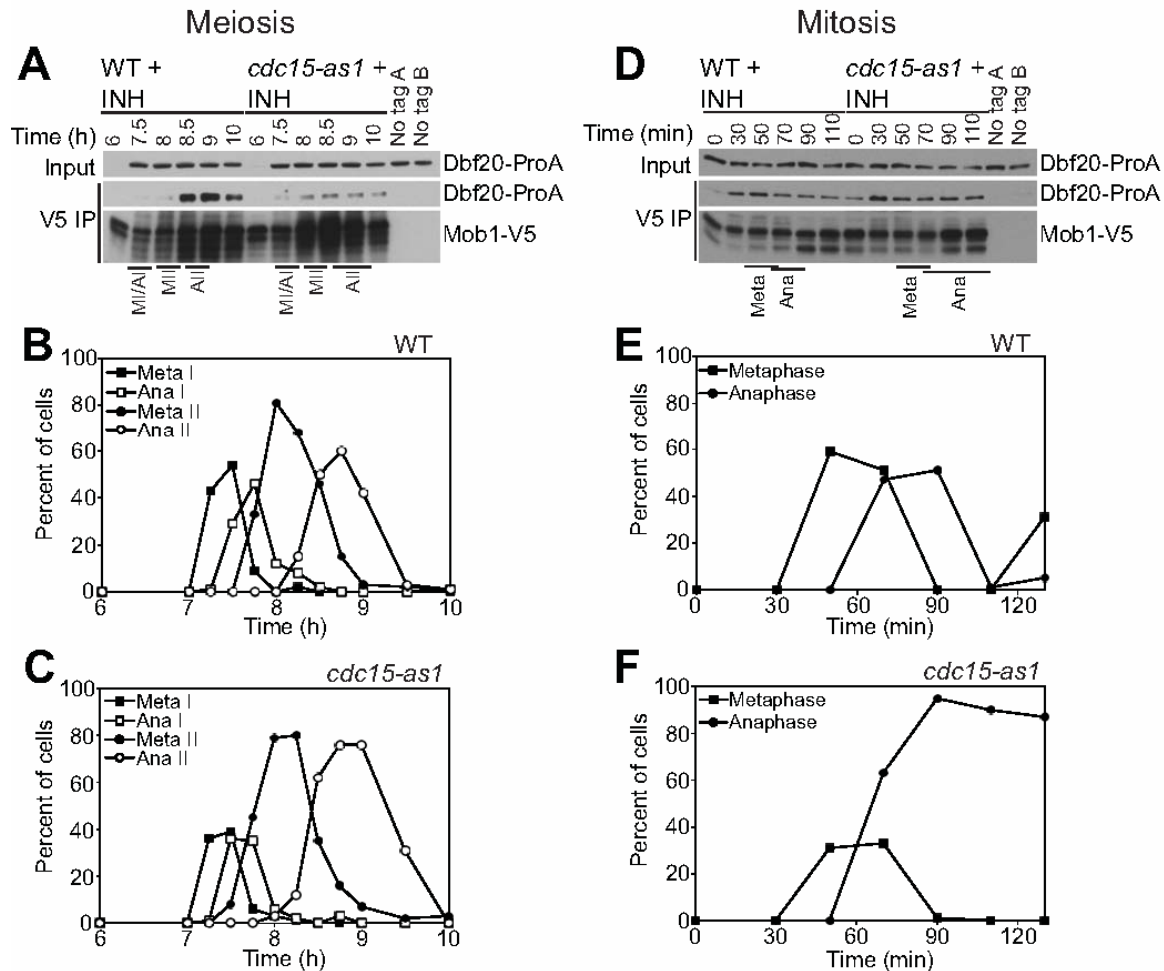 Meiosis
Mitosis
A
WT +
INH
cdc15-as1 +
INH
No tag A
No tag B
Time (h)
6 7.5 8 8.5 9 10 6 7.5 8 8.5 9 10
Input
Dbf20-ProA
Dbf20-ProA
V5 IP
Mob1-V5
MI/AI MII AII MI/AI MII AII
D
WT +
INH
cdc15-as1 +
INH
No tag A
No tag B
Time (min)
0 30 50 70 90 110 0 30 50 70 90 110
Input
Dbf20-ProA
Dbf20-ProA
V5 IP
Mob1-V5
Meta Ana Meta Ana
B
WT
Meta I
Ana I
Meta II
Ana II
Percent of cells
100
80
60
40
20
0
6 7 8 9 10
Time (h)
E
WT
Metaphase
Anaphase
Percent of cells
100
80
60
40
20
0
0 30 60 90 120
Time (min)
C
cdc15-as1
Meta I
Ana I
Meta II
Ana II
Percent of cells
100
80
60
40
20
0
6 7 8 9 10
Time (h)
F
cdc15-as1
Metaphase
Anaphase
Percent of cells
100
80
60
40
20
0
0 30 60 90 120
Time (min)